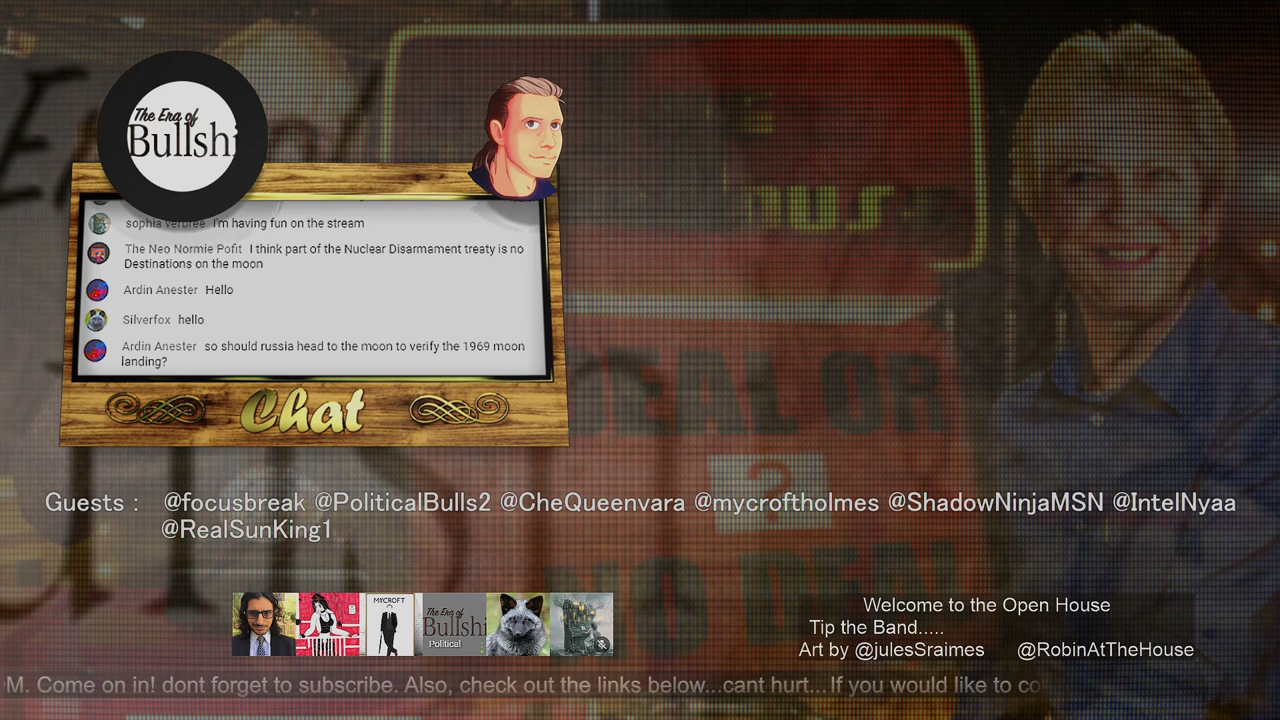 The Era of
Bullshi
sophia verbree I'm having fun on the stream
The Neo Normie Pofit I think part of the Nuclear Disarmament treaty is no
Destinations on the moon
Ardin Anester Hello
Silverfox hello
Ardin Anester so should russia head to the moon to verify the 1969 moon
landing?
Chat
DEAL OR
?
NO DEAL
Guests : @focusbreak @PoliticalBulls2 @CheQueenvara @mycroftholmes @ShadowNinjaMSN @IntelNyaa
@RealSunKing1
MYCROFT
The Era of
Bullshi
Political
Welcome to the Open House
Tip the Band.....
Art by @julesSraimes @RobinAtTheHouse
OM. Come on in! dont forget to subscribe. Also, check out the links below...cant hurt... If you would like to co